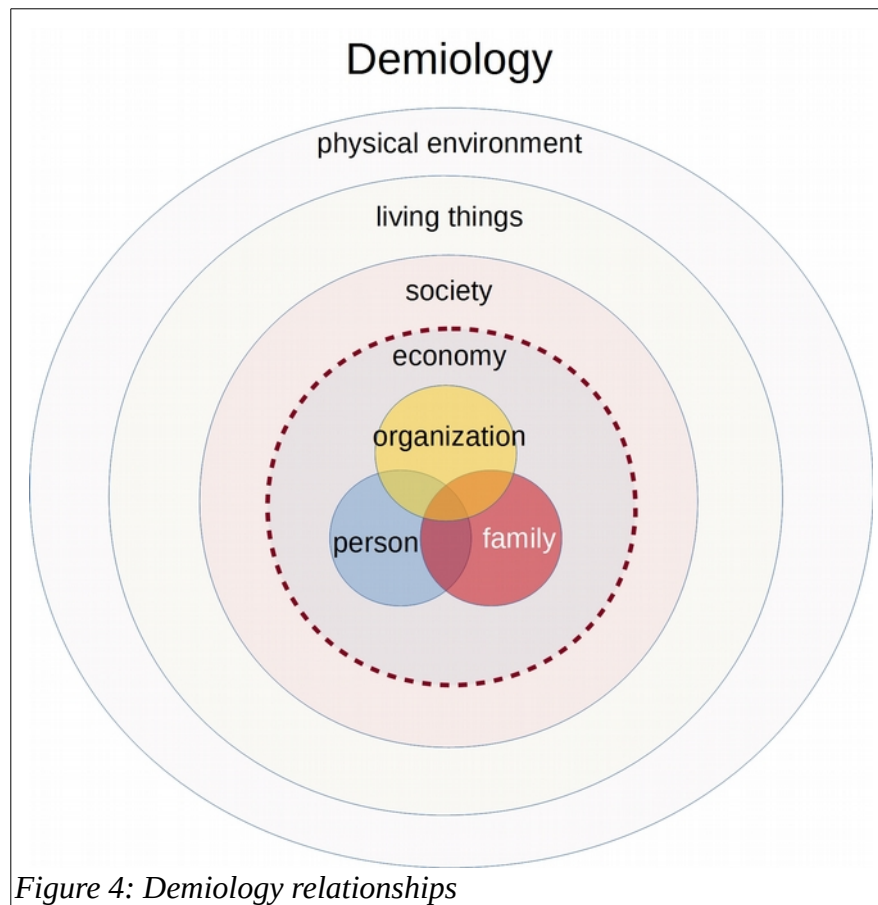 Demiology
physical environment
living things
society
economy
organization
person family
Figure 4: Demiology relationships